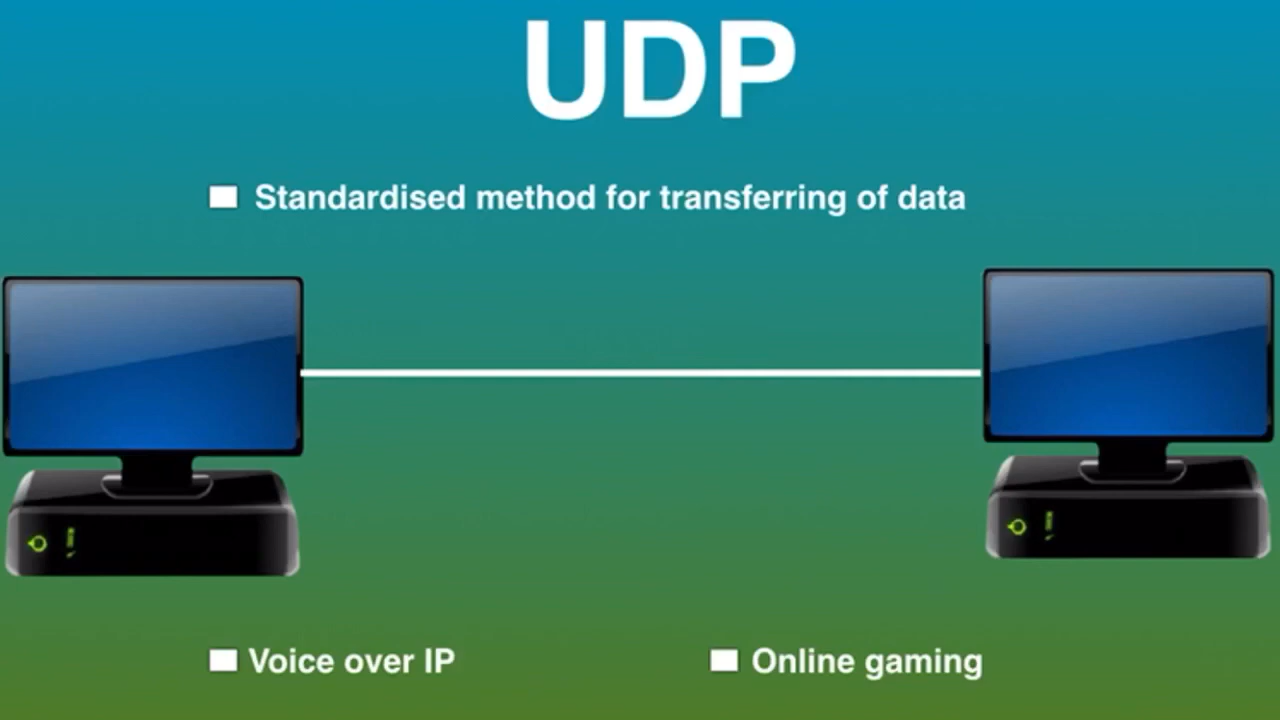 UDP
Standardised method for transferring of data
Voice over IP
Online gaming